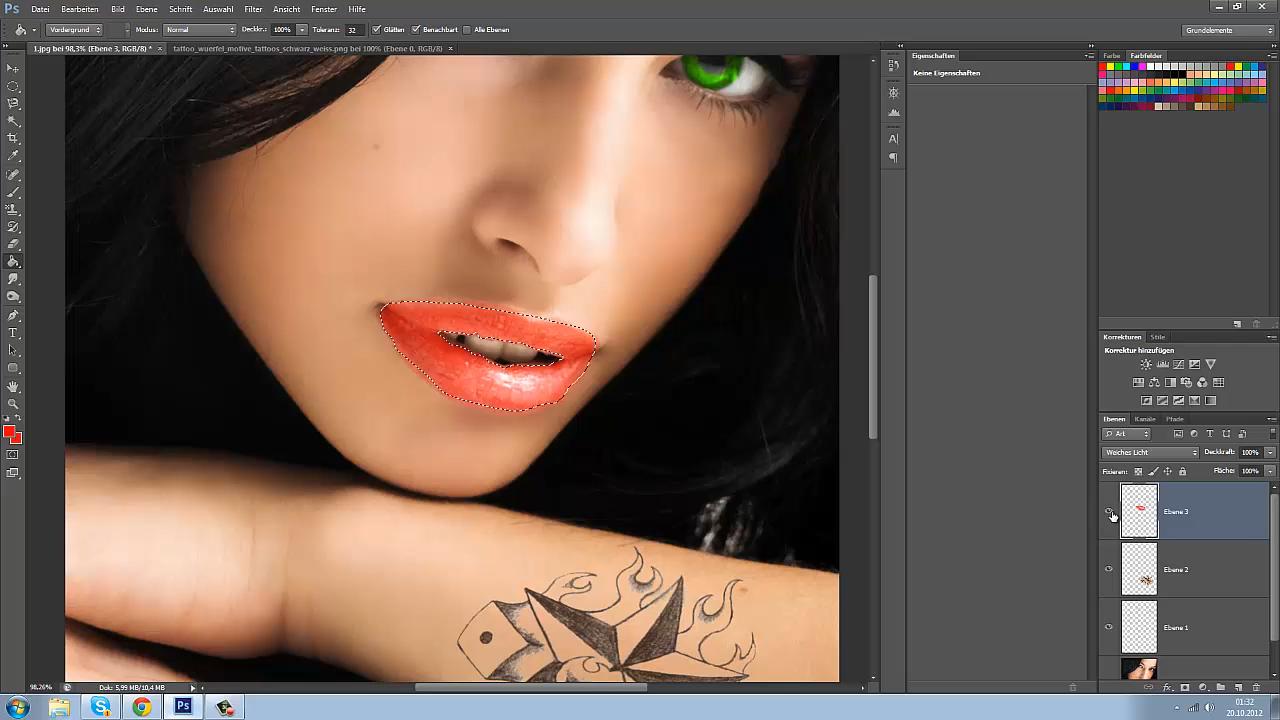 Ps Datei Bearbeiten Bild Ebene Schrift Auswahl Filter Ansicht Fenster Hilfe
Vordergrund Modus: Normal Deckkr.: 100% Toleranz: 32 Glätten Benachbart Alle Ebenen Grundelemente
1.jpg bei 98,3% (Ebene 3, RGB/8) * × tattoo_wuerfel_motive_tattoos_schwarz_weiss.png bei 100% (Ebene 0, RGB/8) ×
Eigenschaften
Keine Eigenschaften
Farbe Farbfelder
Korrekturen Stile
Korrektur hinzufügen
Ebenen Kanäle Pfade
Art
Weiches Licht Deckkraft: 100%
Fixieren: Fläche: 100%
Ebene 3
Ebene 2
Ebene 1
98,26% Dok: 5,99 MB/10,4 MB
Ps
01:32
20.10.2012